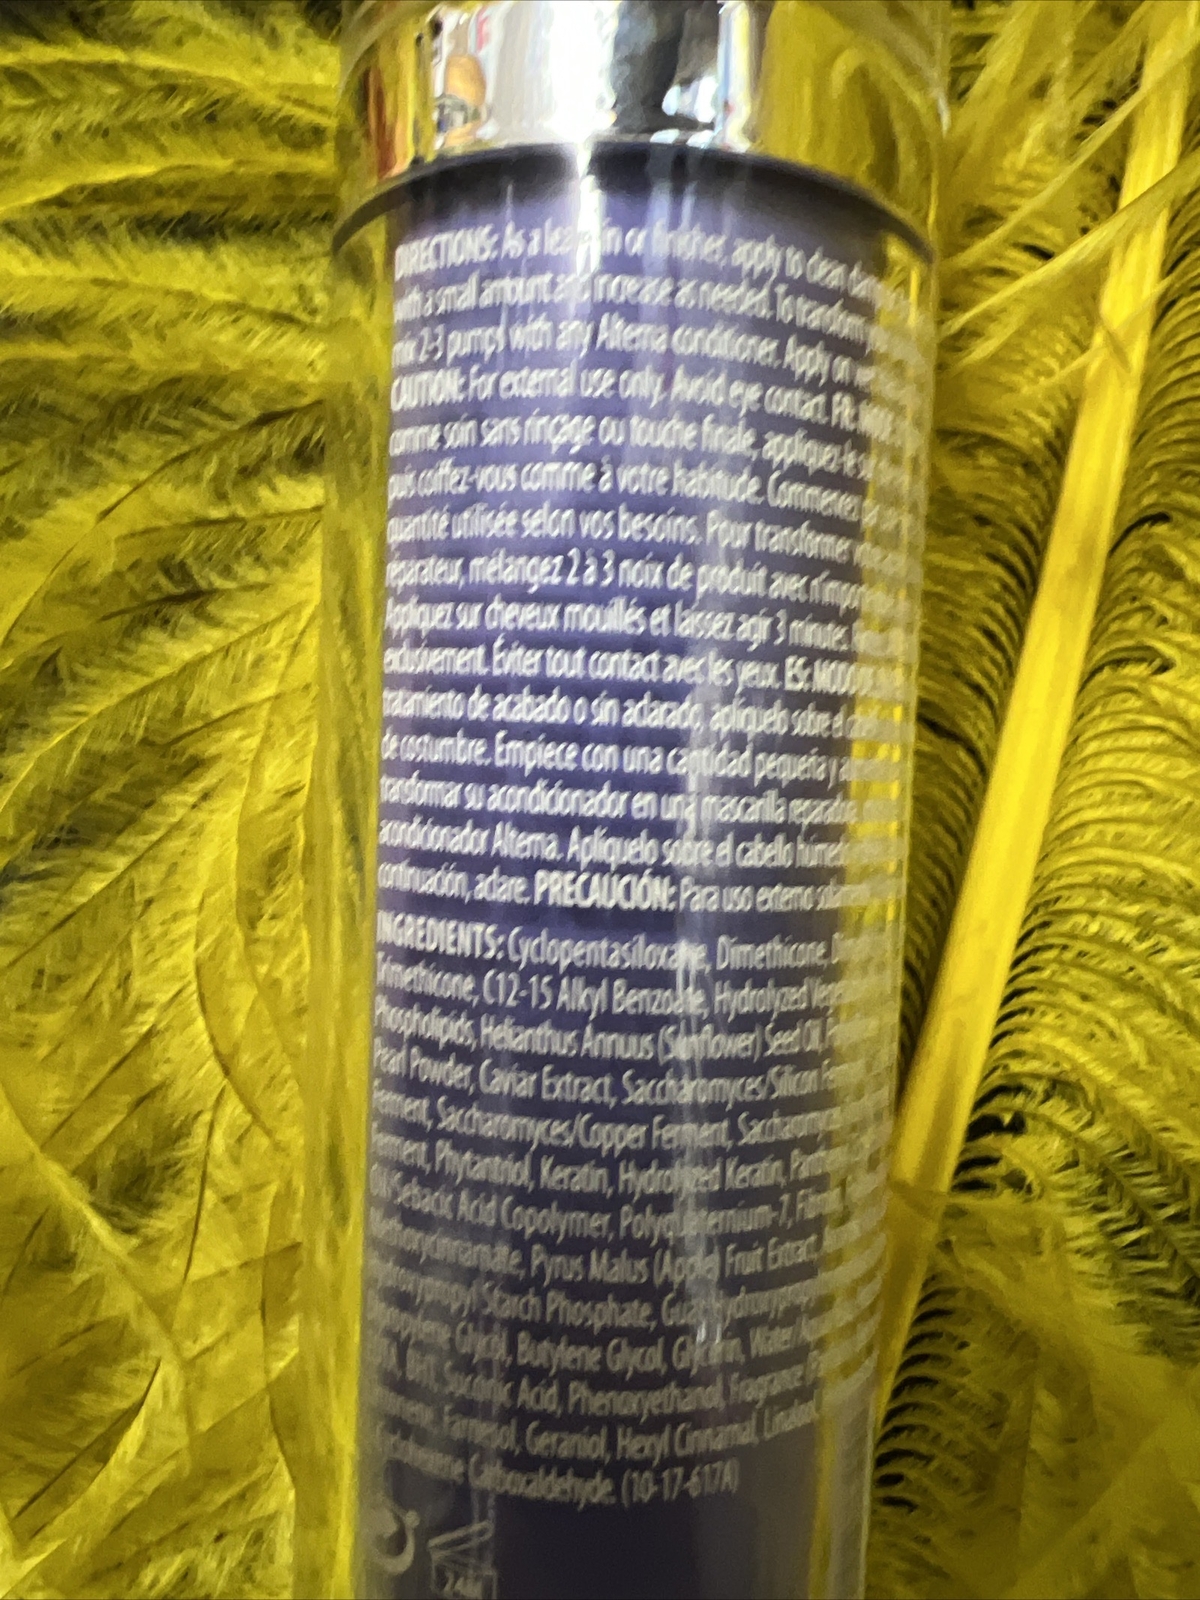 DIRECTIONS: As a leave-in or finisher, apply to clean,
with a small amount and increase as needed. To transform
mix 2-3 pumps with any Alterna conditioner. Apply on
CAUTION: For external use only. Avoid eye contact. FR:
comme soin sans rinçage ou touche finale, appliquez-le
puis coiffez-vous comme à votre habitude. Commencez
quantité utilisée selon vos besoins. Pour transformer
réparateur, mélangez 2 à 3 noix de produit avec
Appliquez sur cheveux mouillés et laissez agir 3 minutes.
exclusivement. Éviter tout contact avec les yeux. ES: MODO
tratamiento de acabado o sin aclarado, aplíquelo sobre el
de costumbre. Empiece con una cantidad pequeña y
transformar su acondicionador en una mascarilla
acondicionador Alterna. Aplíquelo sobre el cabello
continuación, aclare. PRECAUCIÓN: Para uso externo
INGREDIENTS: Cyclopentasiloxane, Dimethicone,
Trimethicone, C12-15 Alkyl Benzoate, Hydrolyzed
Phospholipids, Helianthus Annuus (Sunflower) Seed Oil,
Pearl Powder, Caviar Extract, Saccharomyces/Silicon
Ferment, Saccharomyces/Copper Ferment,
Ferment, Phytantriol, Keratin, Hydrolyzed Keratin,
Oil/Sebacic Acid Copolymer, Polyquaternium-7,
Methoxycinnamate, Pyrus Malus (Apple) Fruit Extract,
Hydroxypropyl Starch Phosphate, Guar
Dipropylene Glycol, Butylene Glycol, Glycerin,
BHT, Succinic Acid, Phenoxyethanol, Fragrance
Farnesol, Geraniol, Hexyl Cinnamal, Linalool,
Carboxaldehyde. (10-17-617A)
24M